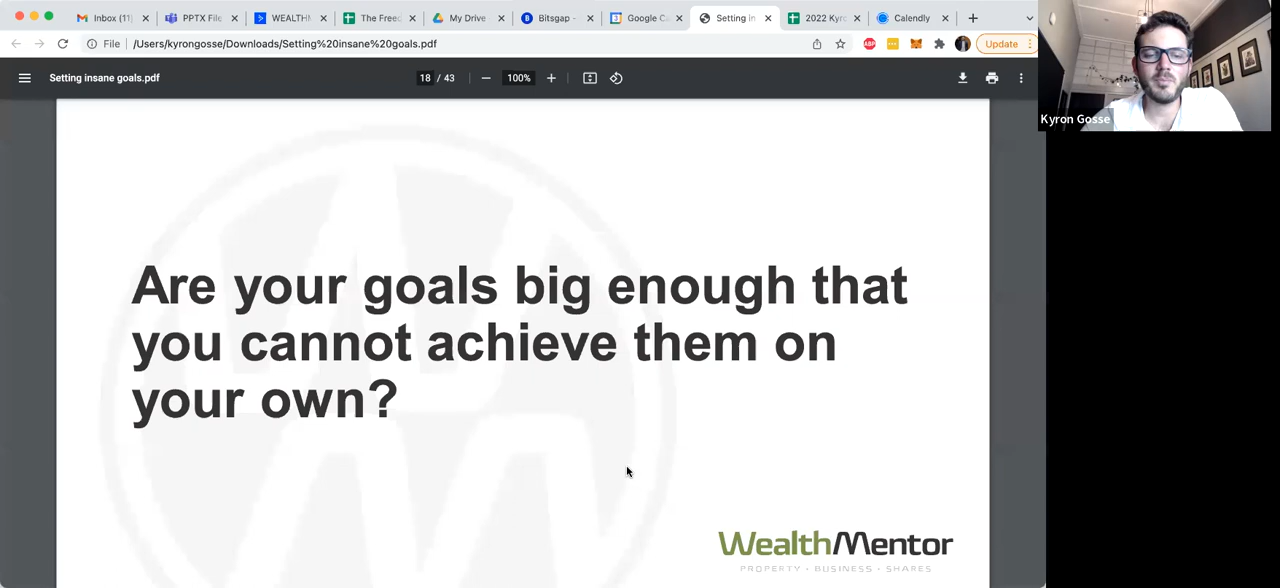 Inbox (11)
PPTX File
WEALTH
The Freed
My Drive
Bitsgap -
Google Ca
Setting in
2022 Kyro
Calendly
File
/Users/kyrongosse/Downloads/Setting%20insane%20goals.pdf
ABP
Update
Setting insane goals.pdf
18 / 43
100%
Kyron Gosse
Are your goals big enough that
you cannot achieve them on
your own?
WealthMentor
PROPERTY • BUSINESS • SHARES